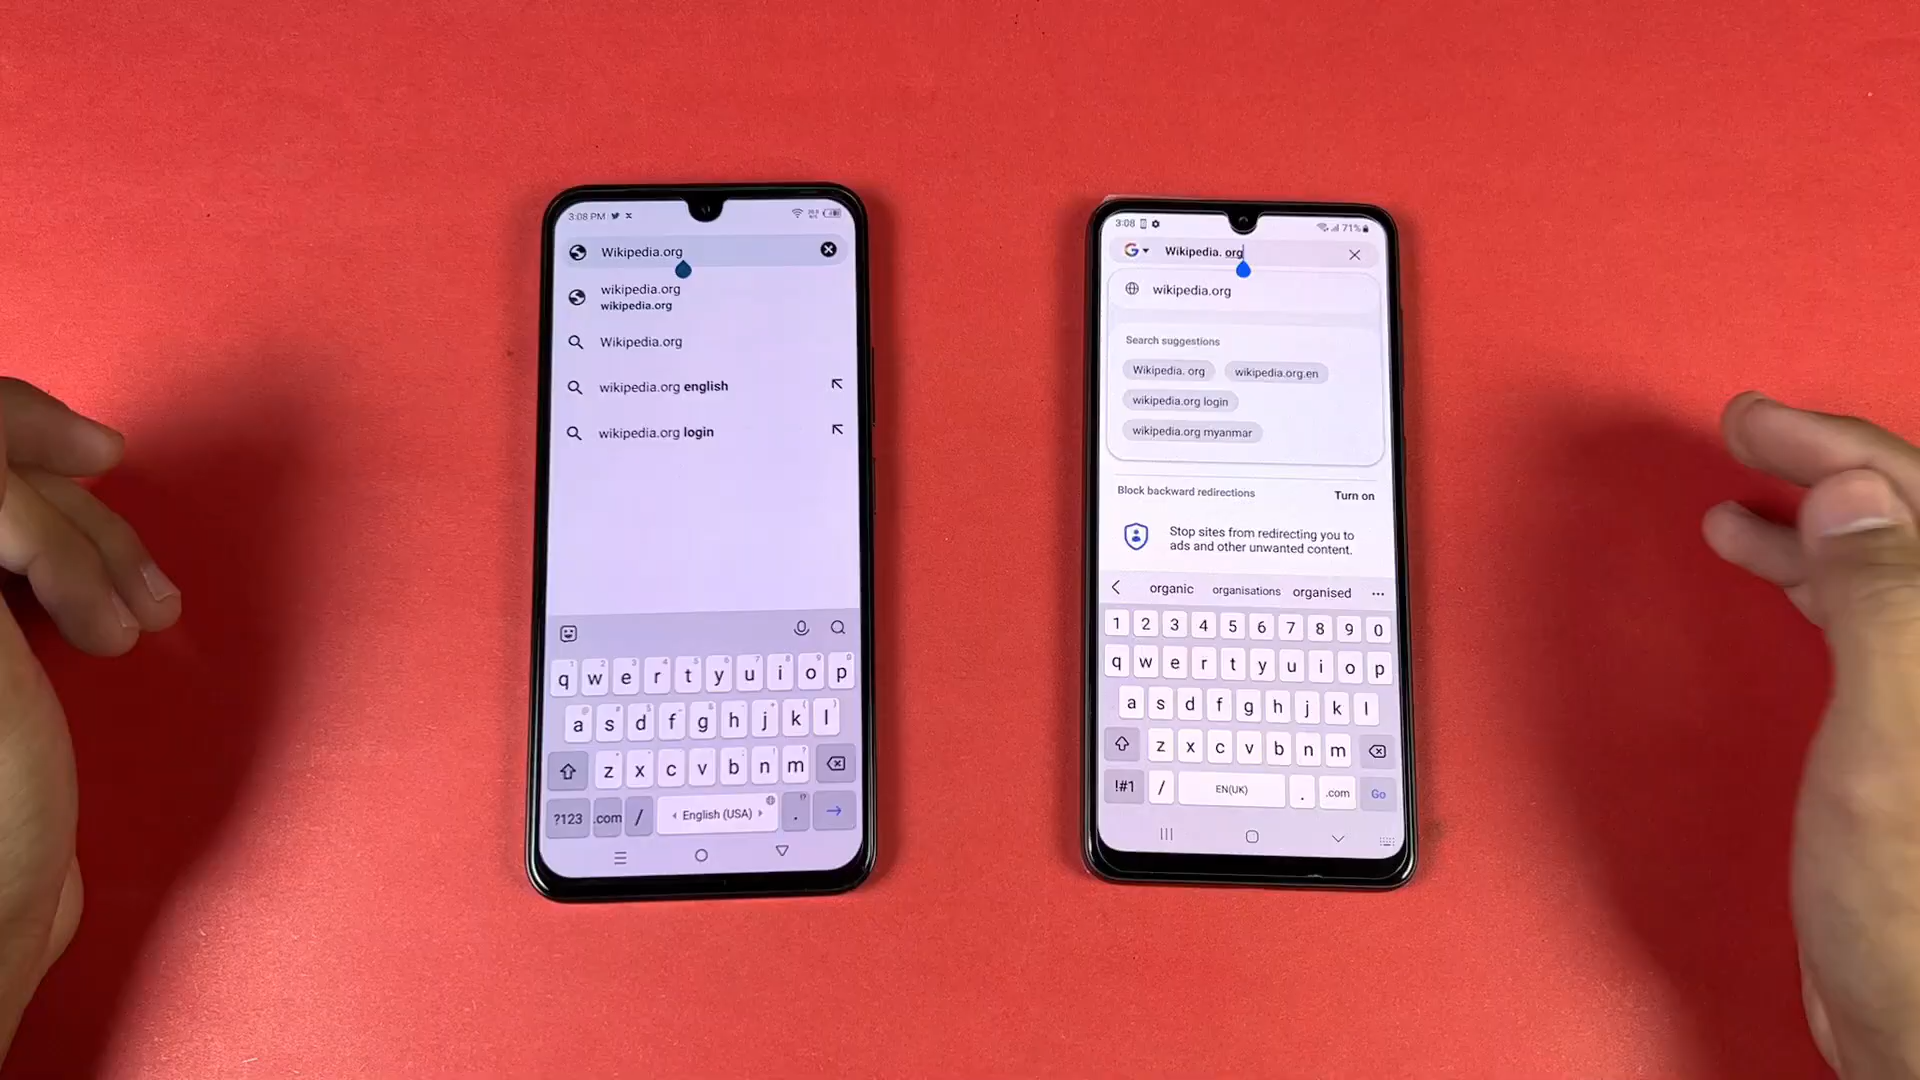 3:08 PM
Wikipedia.org
wikipedia.org
wikipedia.org
Wikipedia.org
wikipedia.org english
wikipedia.org login
q w e r t y u i o p
a s d f g h j k l
z x c v b n m
?123 .com / English (USA) .
3:08 71%
Wikipedia. org
wikipedia.org
Search suggestions
Wikipedia. org wikipedia.org.en
wikipedia.org login
wikipedia.org myanmar
Block backward redirections Turn on
Stop sites from redirecting you to
ads and other unwanted content.
organic organisations organised
1 2 3 4 5 6 7 8 9 0
q w e r t y u i o p
a s d f g h j k l
z x c v b n m
!#1 / EN(UK) . .com Go